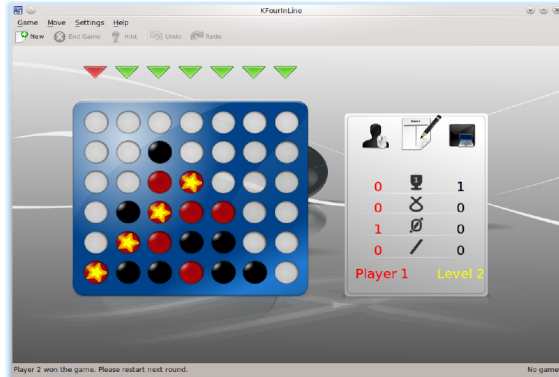 KFourInLine
Game Move Settings Help
New End Game Hint Undo Redo
1
0 1
0 0
1 0
0 0
Player 1 Level 2
Player 2 won the game. Please restart next round. No game